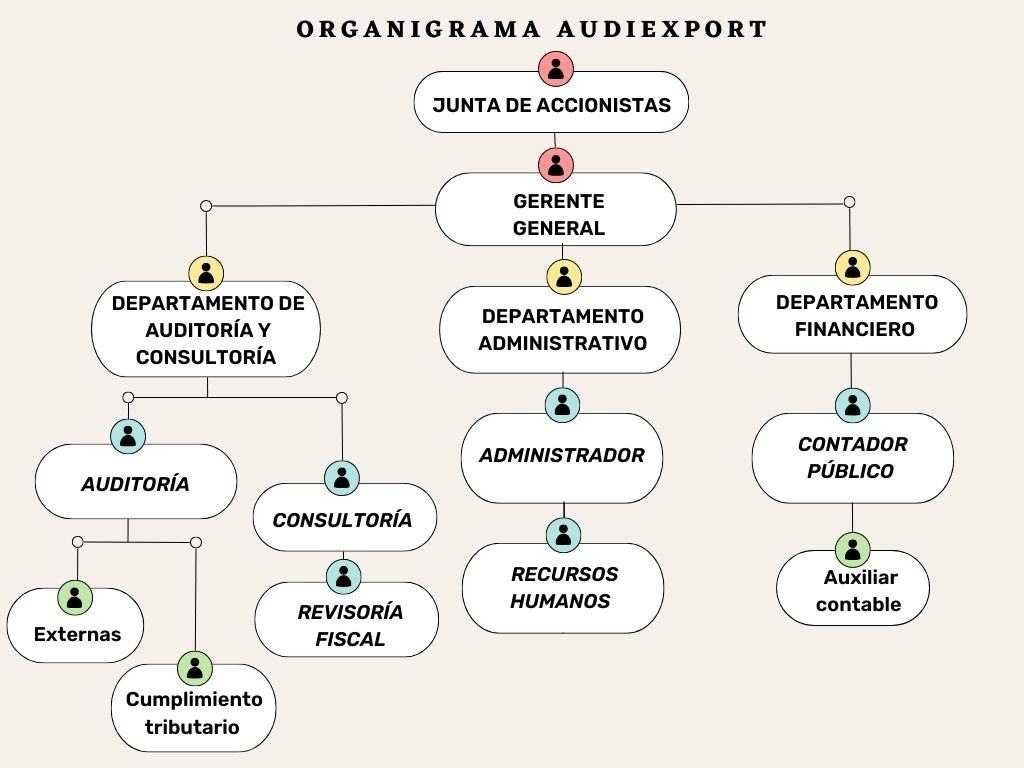 ORGANIGRAMA AUDIEXPORT
JUNTA DE ACCIONISTAS
GERENTE
GENERAL
DEPARTAMENTO DE
AUDITORÍA Y
CONSULTORÍA
DEPARTAMENTO
ADMINISTRATIVO
DEPARTAMENTO
FINANCIERO
AUDITORÍA
CONSULTORÍA
ADMINISTRADOR
CONTADOR
PÚBLICO
Externas
Cumplimiento
tributario
REVISORÍA
FISCAL
RECURSOS
HUMANOS
Auxiliar
contable